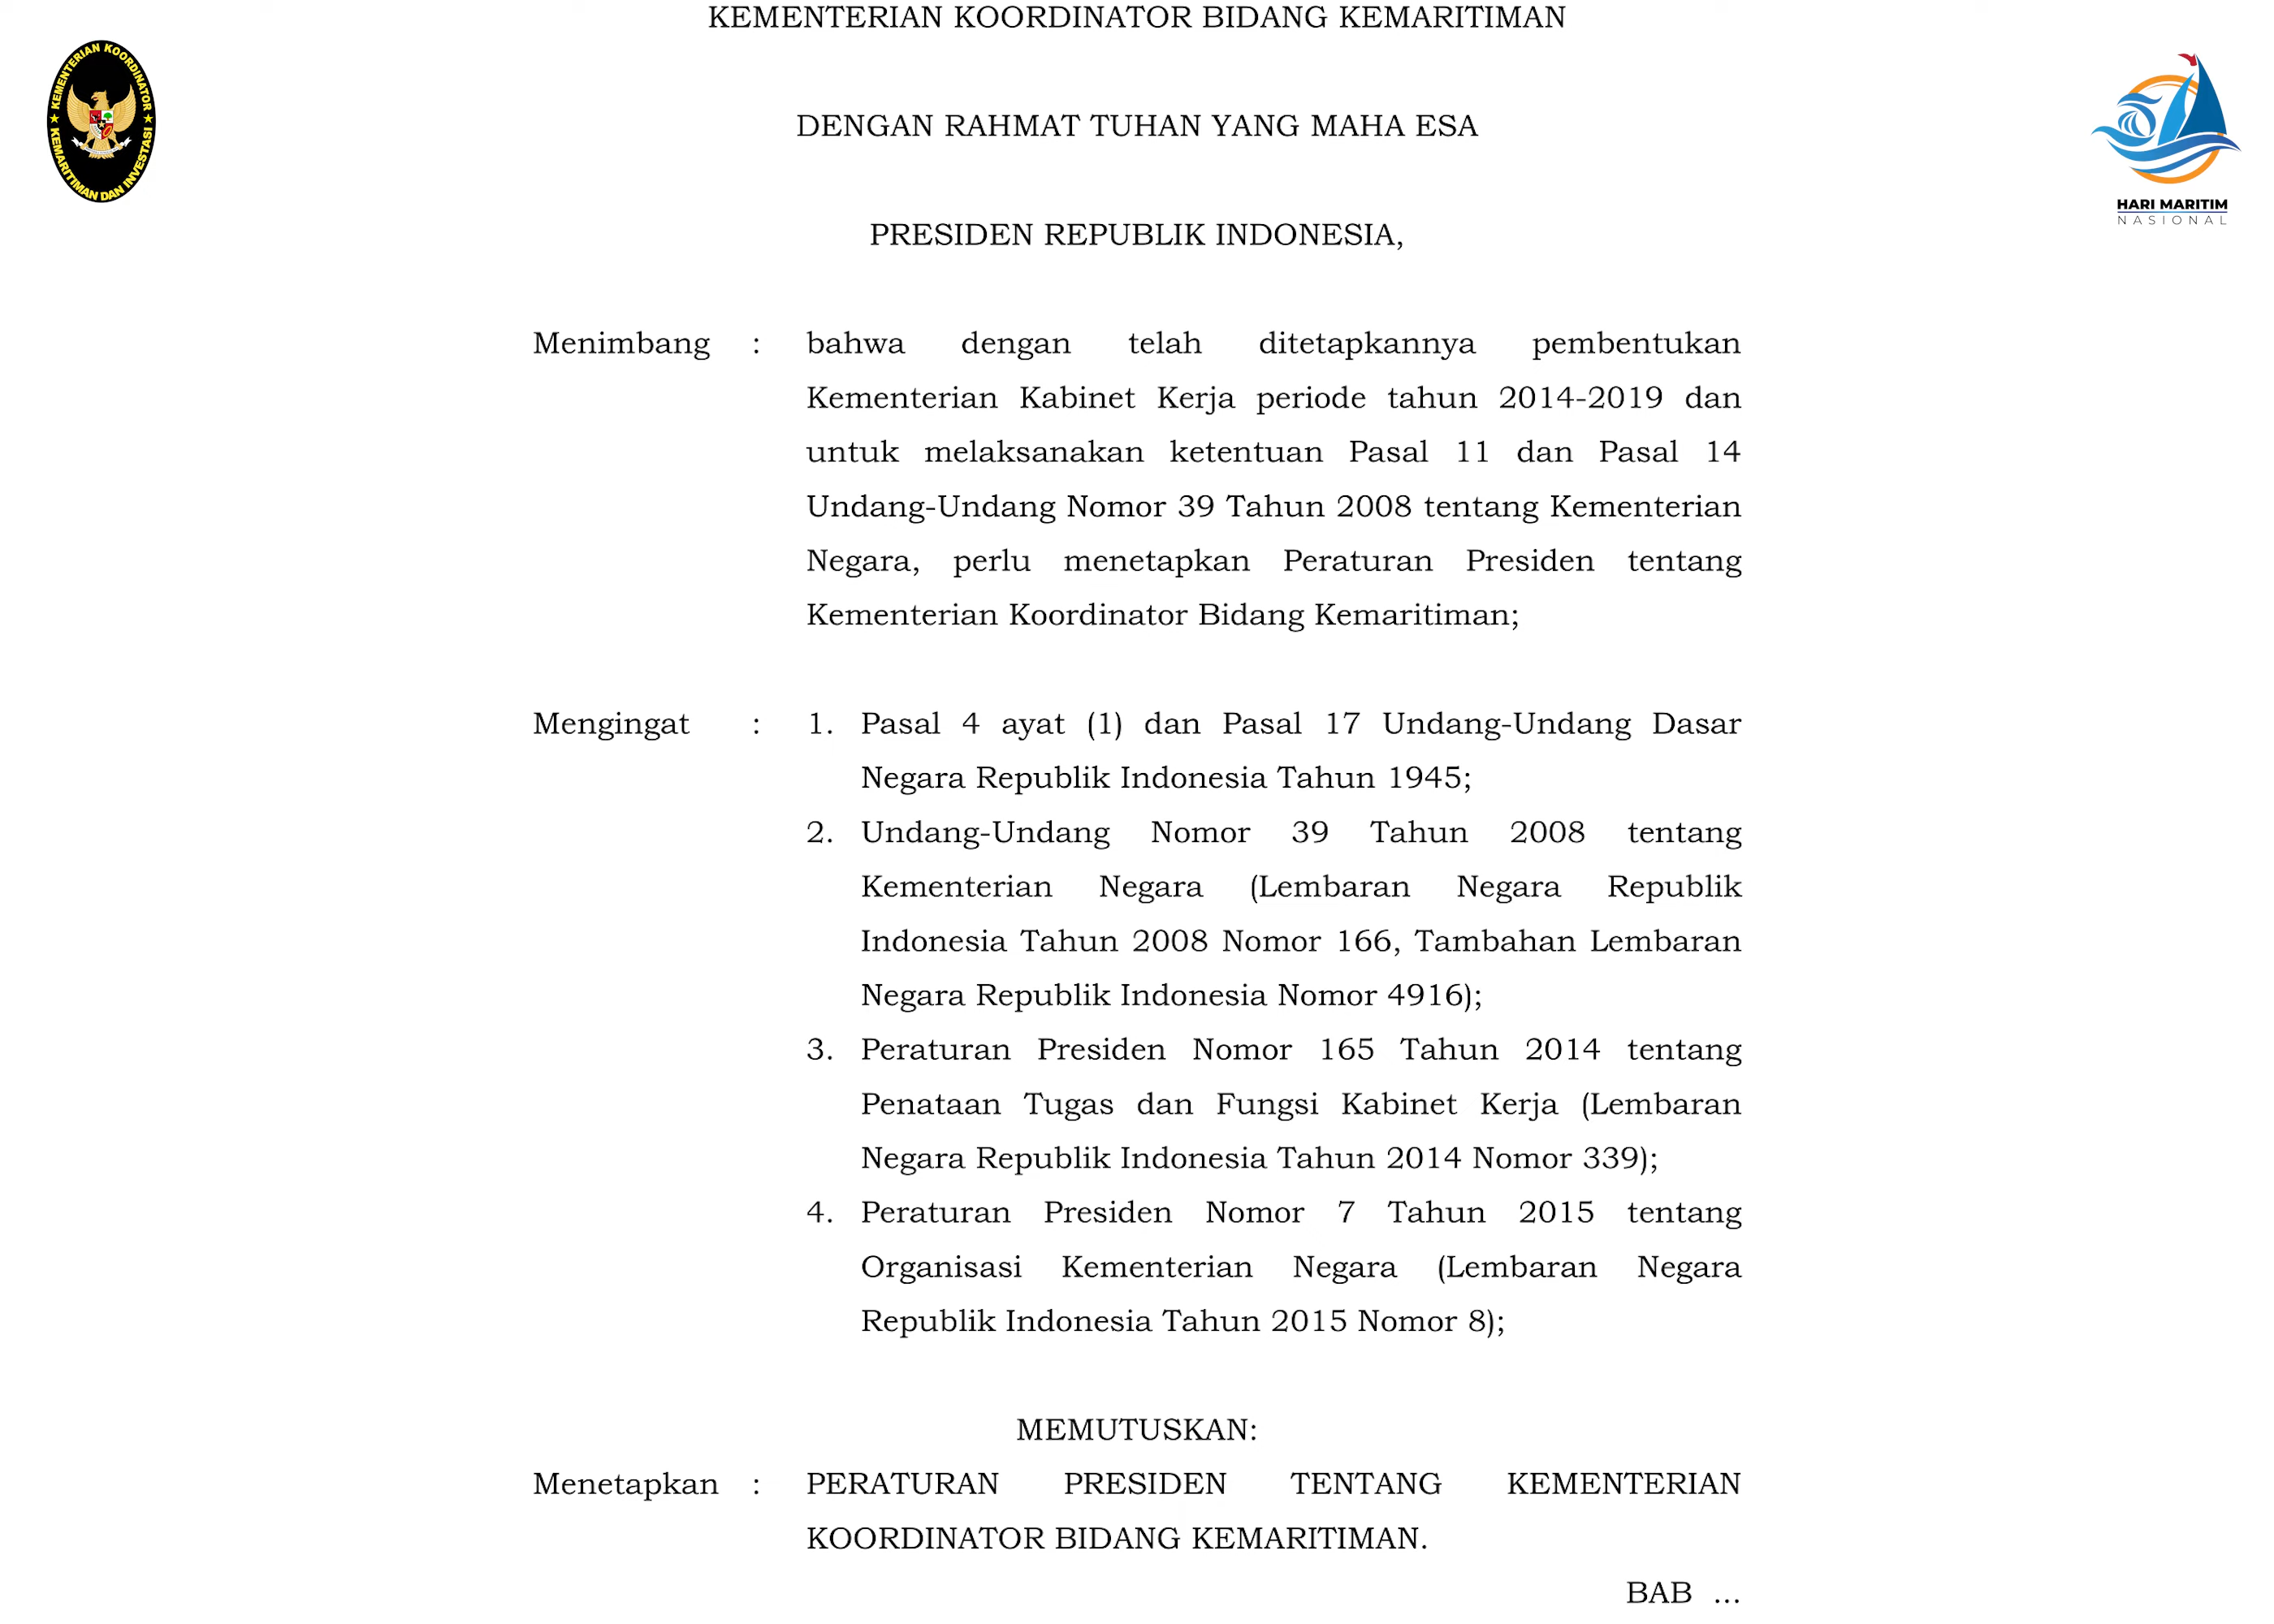 KEMENTERIAN KOORDINATOR BIDANG KEMARITIMAN
KEMENTERIAN KOORDINATOR
KEMARITIMAN DAN INVESTASI
HARI MARITIM
NASIONAL
DENGAN RAHMAT TUHAN YANG MAHA ESA
PRESIDEN REPUBLIK INDONESIA,
Menimbang : bahwa dengan telah ditetapkannya pembentukan
Kementerian Kabinet Kerja periode tahun 2014-2019 dan
untuk melaksanakan ketentuan Pasal 11 dan Pasal 14
Undang-Undang Nomor 39 Tahun 2008 tentang Kementerian
Negara, perlu menetapkan Peraturan Presiden tentang
Kementerian Koordinator Bidang Kemaritiman;
Mengingat : 1. Pasal 4 ayat (1) dan Pasal 17 Undang-Undang Dasar
Negara Republik Indonesia Tahun 1945;
2. Undang-Undang Nomor 39 Tahun 2008 tentang
Kementerian Negara (Lembaran Negara Republik
Indonesia Tahun 2008 Nomor 166, Tambahan Lembaran
Negara Republik Indonesia Nomor 4916);
3. Peraturan Presiden Nomor 165 Tahun 2014 tentang
Penataan Tugas dan Fungsi Kabinet Kerja (Lembaran
Negara Republik Indonesia Tahun 2014 Nomor 339);
4. Peraturan Presiden Nomor 7 Tahun 2015 tentang
Organisasi Kementerian Negara (Lembaran Negara
Republik Indonesia Tahun 2015 Nomor 8);
MEMUTUSKAN:
Menetapkan : PERATURAN PRESIDEN TENTANG KEMENTERIAN
KOORDINATOR BIDANG KEMARITIMAN.
BAB ...